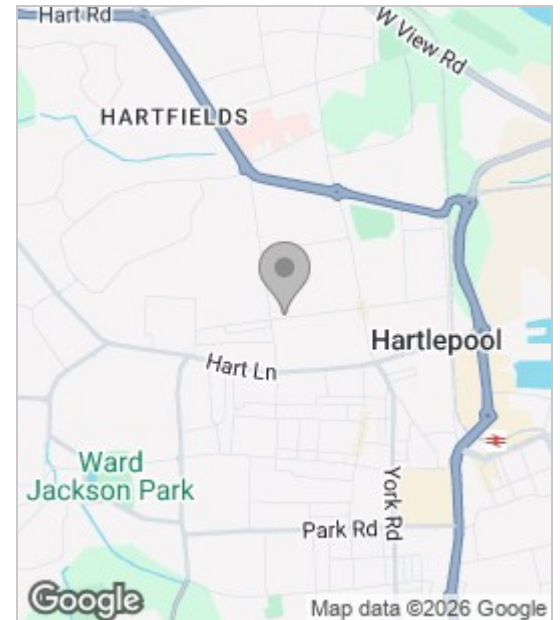 Hart Rd
W View Rd
HARTFIELDS
Hartlepool
Hart Ln
Ward
Jackson Park
York Rd
Park Rd
Google
Map data ©2026 Google